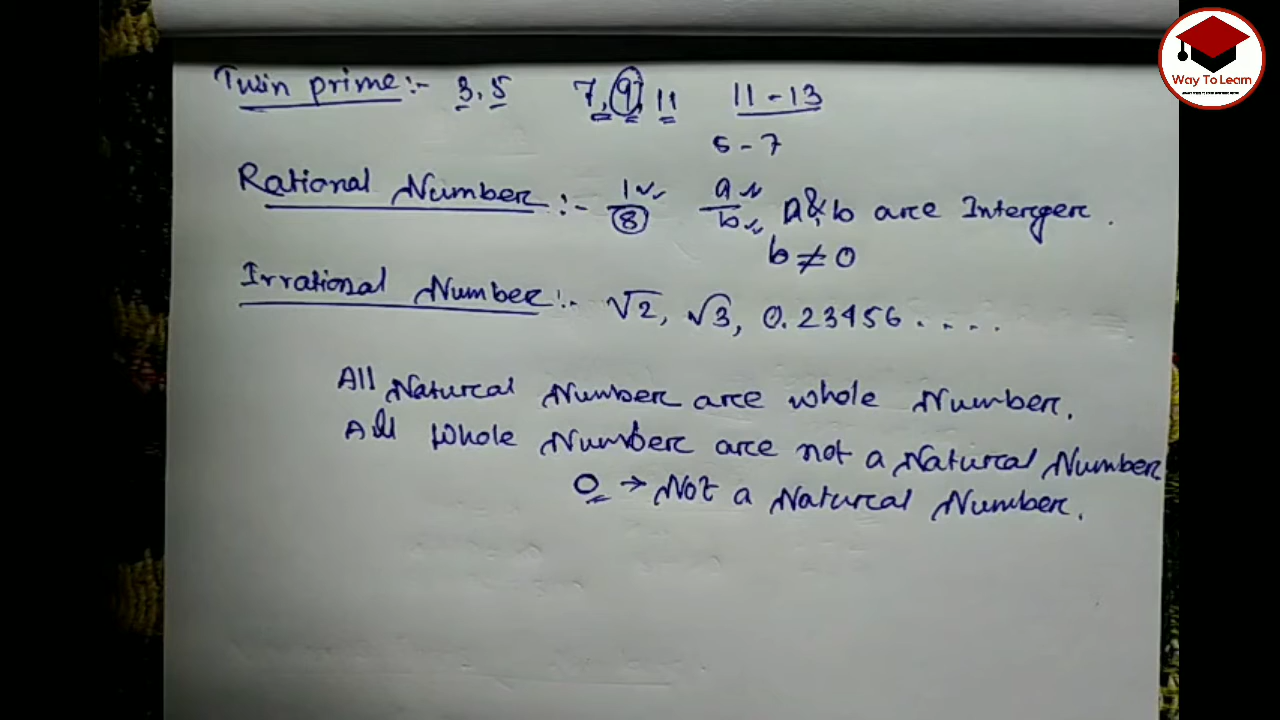 Twin prime:- 3, 5 7, 9, 11 11 - 13
5 - 7
Rational Number :- 1/8 a/b a & b are Interger.
b ≠ 0
Irrational Number :- √2, √3, 0.23456 . . . .
All Natural Number are whole Number.
All whole Number are not a Natural Number
0 → Not a Natural Number.
Way To Learn